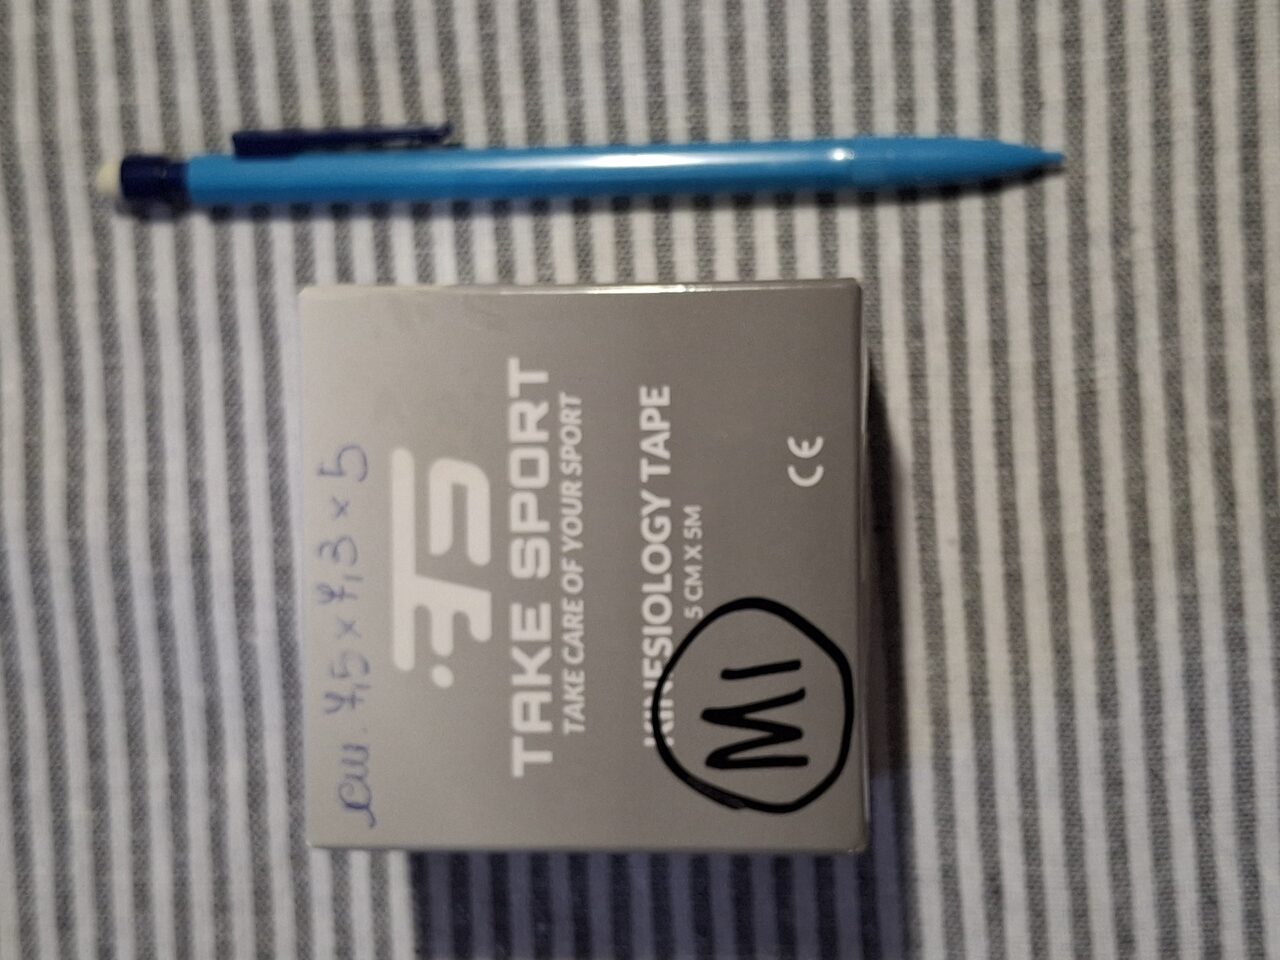 cm. 7,5 x 7,3 x 5
TAKE SPORT
TAKE CARE OF YOUR SPORT
KINESIOLOGY TAPE
5 CM X 5M
M1
CE